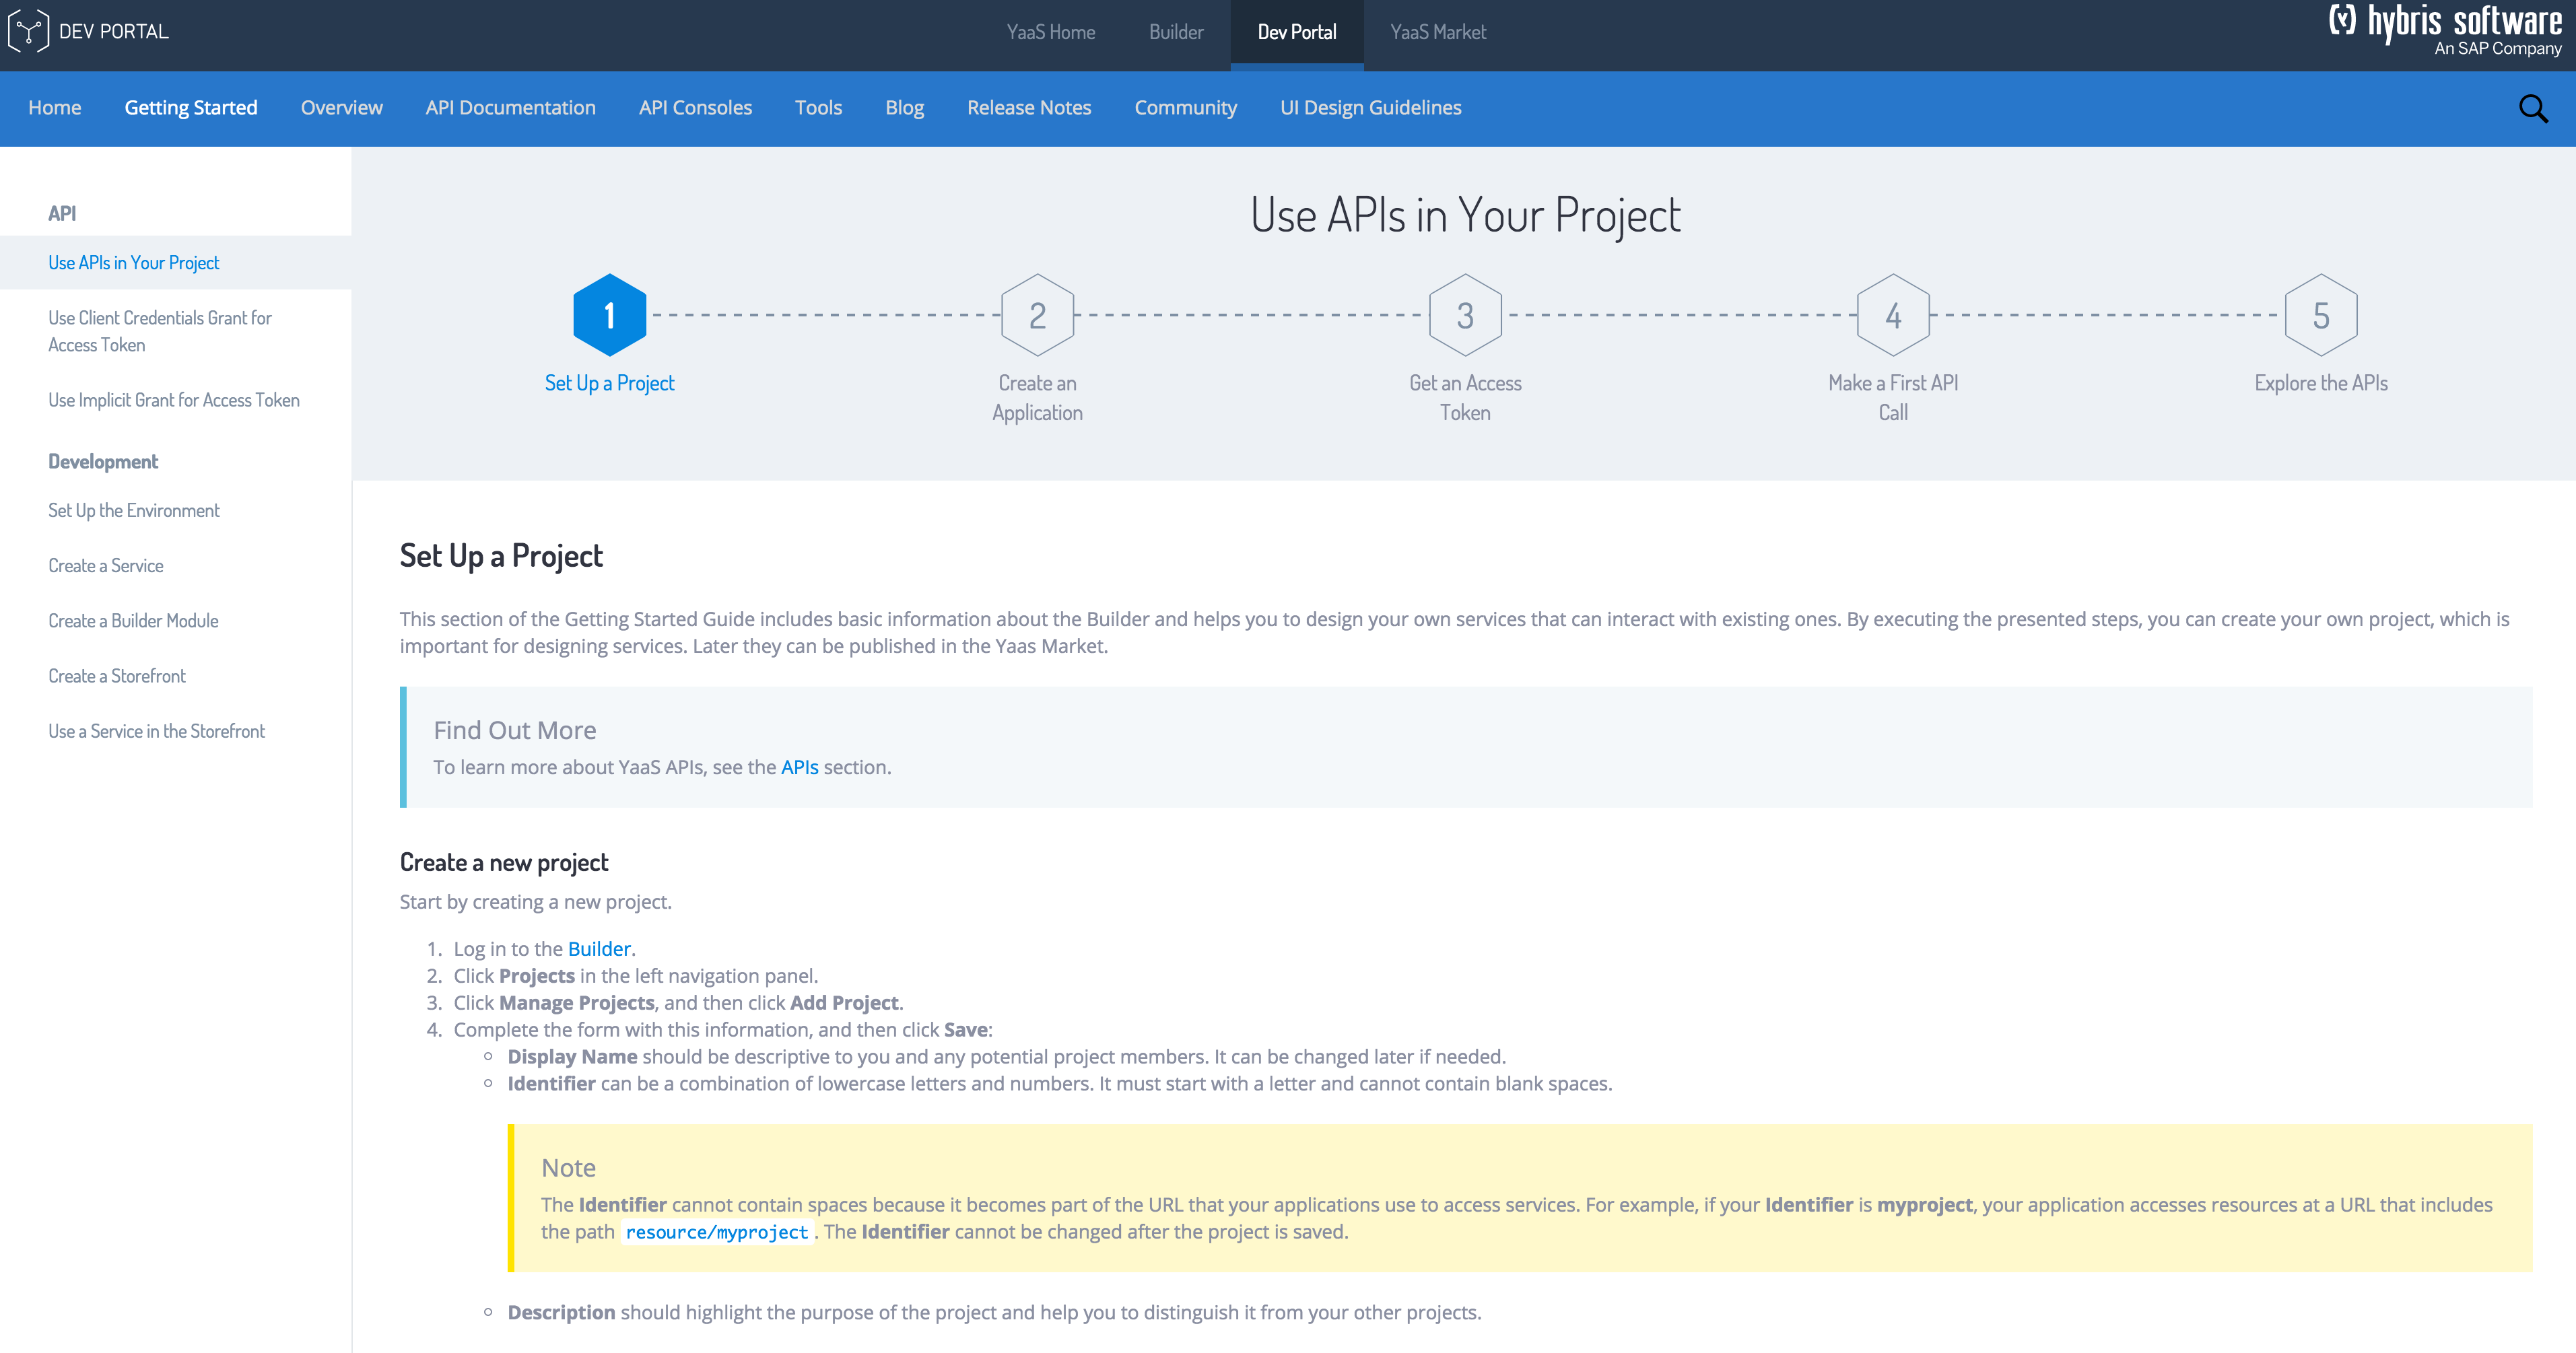 DEV PORTAL
YaaS Home
Builder
Dev Portal
YaaS Market
(v) hybris software
An SAP Company
Home
Getting Started
Overview
API Documentation
API Consoles
Tools
Blog
Release Notes
Community
UI Design Guidelines
API
Use APIs in Your Project
Use Client Credentials Grant for
Access Token
Use Implicit Grant for Access Token
Development
Set Up the Environment
Create a Service
Create a Builder Module
Create a Storefront
Use a Service in the Storefront
Use APIs in Your Project
1
Set Up a Project
2
Create an
Application
3
Get an Access
Token
4
Make a First API
Call
5
Explore the APIs
Set Up a Project
This section of the Getting Started Guide includes basic information about the Builder and helps you to design your own services that can interact with existing ones. By executing the presented steps, you can create your own project, which is
important for designing services. Later they can be published in the Yaas Market.
Find Out More
To learn more about YaaS APIs, see the APIs section.
Create a new project
Start by creating a new project.
1. Log in to the Builder.
2. Click Projects in the left navigation panel.
3. Click Manage Projects, and then click Add Project.
4. Complete the form with this information, and then click Save:
Display Name should be descriptive to you and any potential project members. It can be changed later if needed.
Identifier can be a combination of lowercase letters and numbers. It must start with a letter and cannot contain blank spaces.
Note
The Identifier cannot contain spaces because it becomes part of the URL that your applications use to access services. For example, if your Identifier is myproject, your application accesses resources at a URL that includes
the path resource/myproject. The Identifier cannot be changed after the project is saved.
Description should highlight the purpose of the project and help you to distinguish it from your other projects.